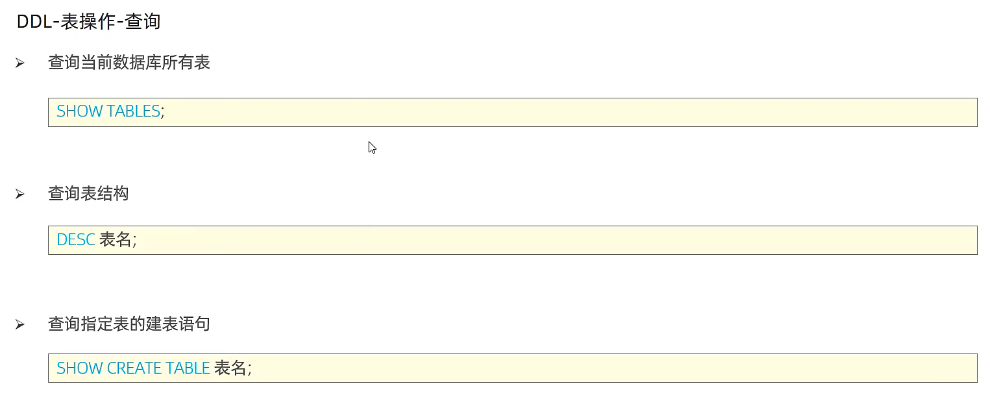 DDL-表操作-查询
查询当前数据库所有表
SHOW TABLES;
查询表结构
DESC 表名;
查询指定表的建表语句
SHOW CREATE TABLE 表名;